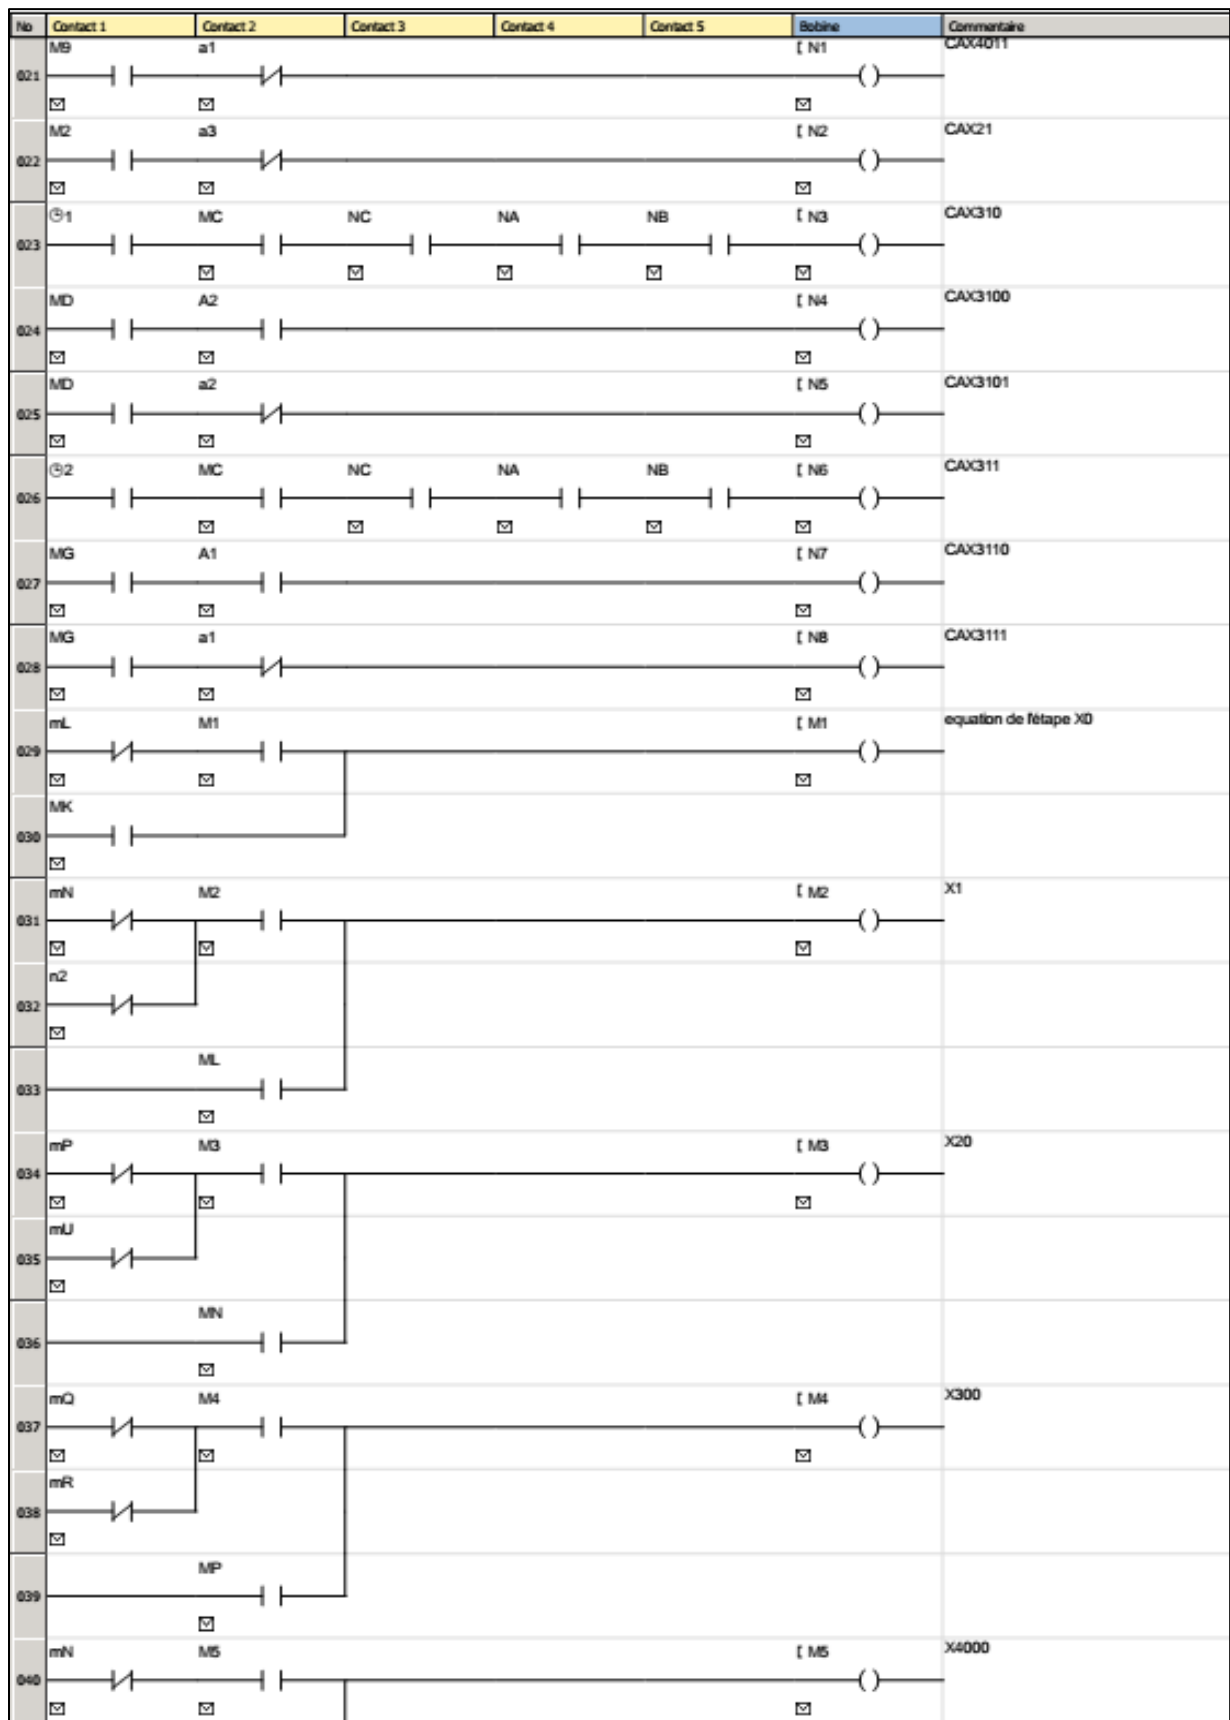 No Contact 1 Contact 2 Contact 3 Contact 4 Contact 5 Bobine Commentaire
M9 a1 [ N1 CAX4011
021
M2 a3 [ N2 CAX21
022
1 MC NC NA NB [ N3 CAX310
023
MD A2 [ N4 CAX3100
024
MD a2 [ N5 CAX3101
025
2 MC NC NA NB [ N6 CAX311
026
MG A1 [ N7 CAX3110
027
MG a1 [ N8 CAX3111
028
mL M1 [ M1 equation de l'étape X0
029
MK
030
mN M2 [ M2 X1
031
n2
032
ML
033
mP M3 [ M3 X20
034
mU
035
MN
036
mQ M4 [ M4 X300
037
mR
038
MP
039
mN M5 [ M5 X4000
040